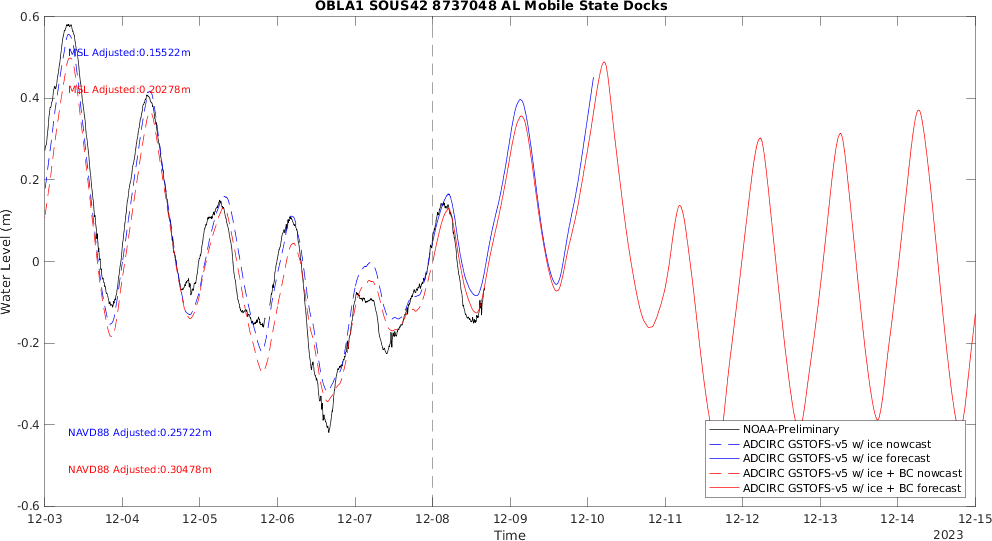 OBLA1 SOUS42 8737048 AL Mobile State Docks
0.6
MSL Adjusted:0.15522m
0.4
MSL Adjusted:0.20278m
0.2
Water Level (m)
0
-0.2
-0.4
NAVD88 Adjusted:0.25722m
NAVD88 Adjusted:0.30478m
-0.6
NOAA-Preliminary
ADCIRC GSTOFS-v5 w/ ice nowcast
ADCIRC GSTOFS-v5 w/ ice forecast
ADCIRC GSTOFS-v5 w/ ice + BC nowcast
ADCIRC GSTOFS-v5 w/ ice + BC forecast
12-03 12-04 12-05 12-06 12-07 12-08 12-09 12-10 12-11 12-12 12-13 12-14 12-15
Time
2023